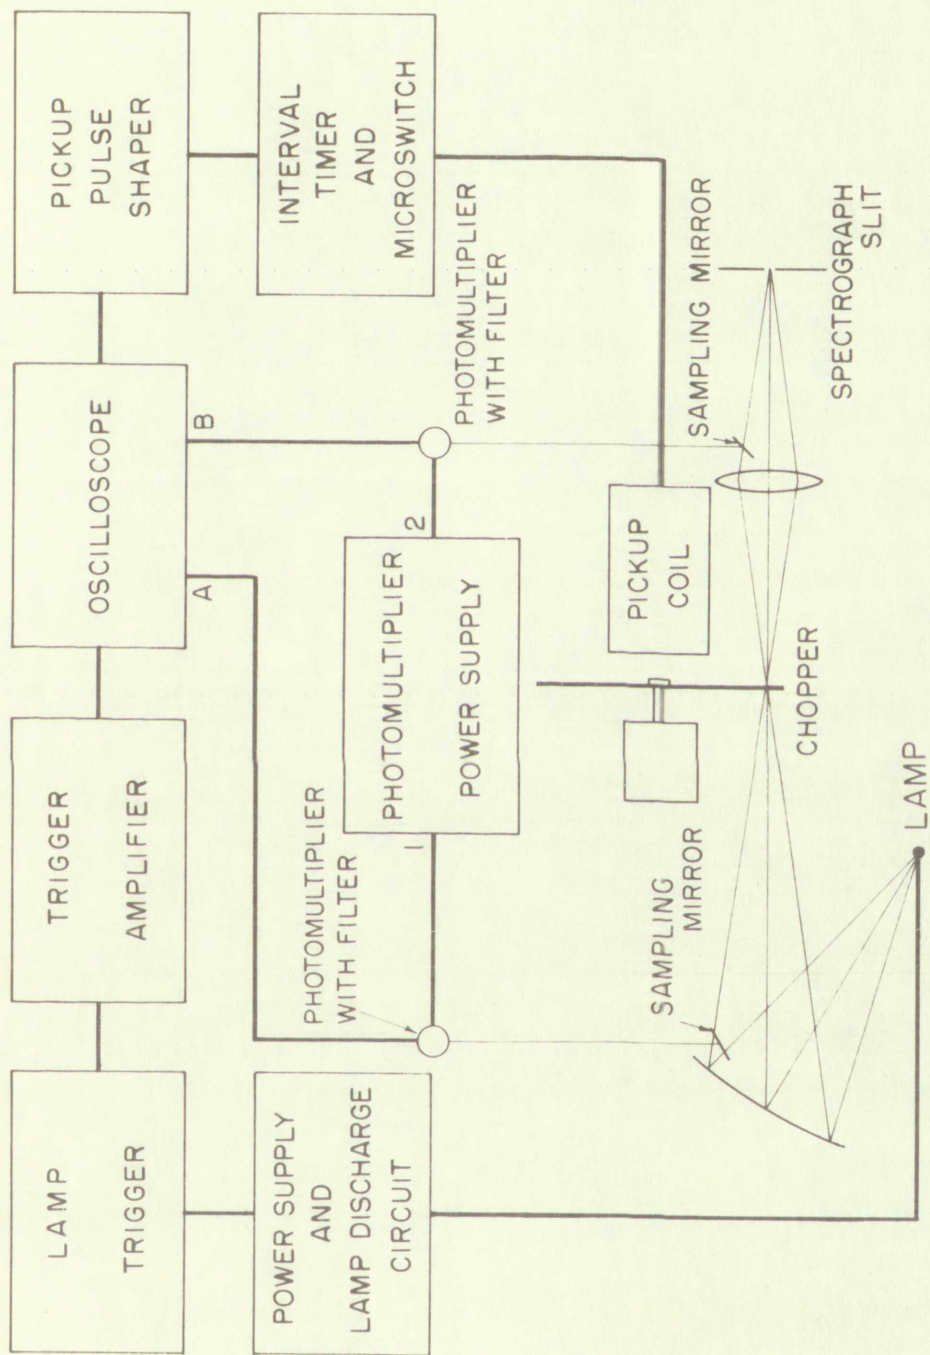 LAMP
TRIGGER
TRIGGER
AMPLIFIER
OSCILLOSCOPE
A
B
PICKUP
PULSE
SHAPER
POWER SUPPLY
AND
LAMP DISCHARGE
CIRCUIT
PHOTOMULTIPLIER
WITH FILTER
1
PHOTOMULTIPLIER
POWER SUPPLY
2
PHOTOMULTIPLIER
WITH FILTER
INTERVAL
TIMER
AND
MICROSWITCH
SAMPLING
MIRROR
PICKUP
COIL
SAMPLING MIRROR
CHOPPER
SPECTROGRAPH
SLIT
LAMP